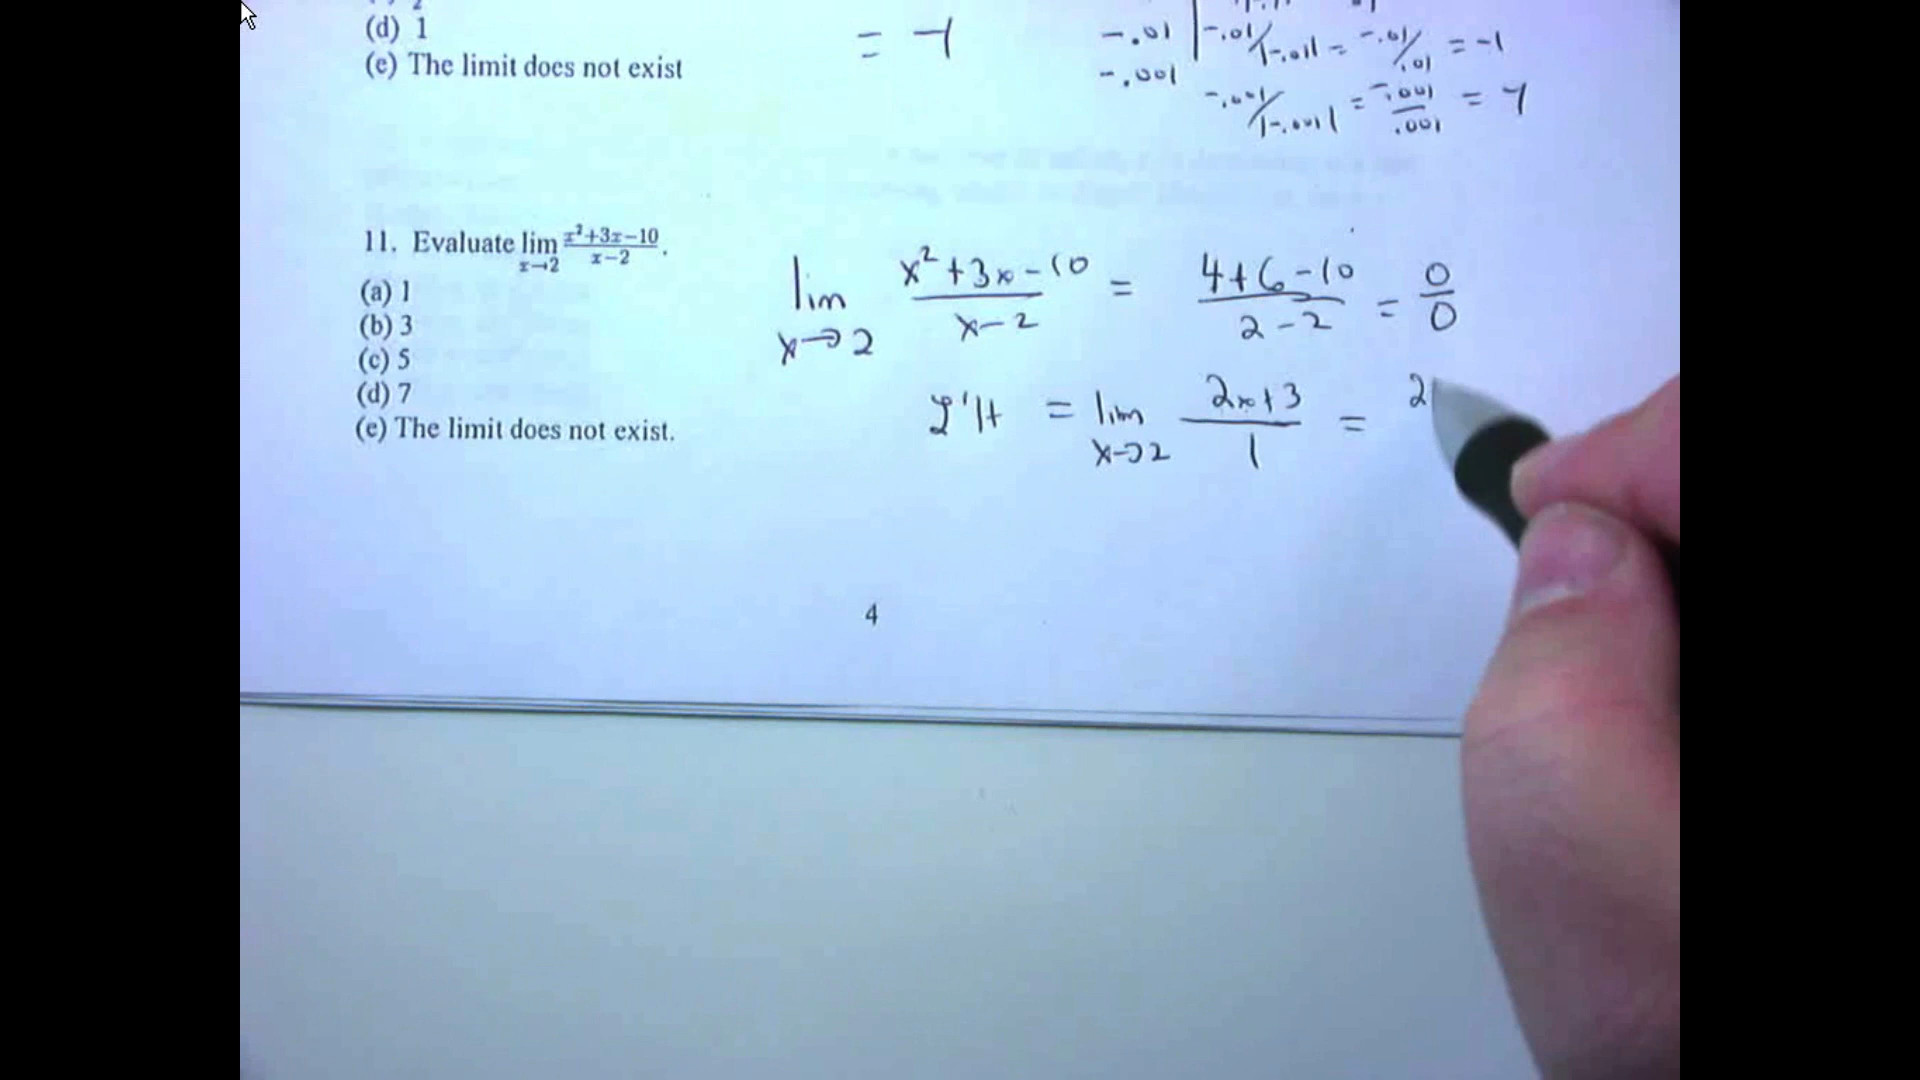 (d) 1
(e) The limit does not exist
= -1
-.01 | -.01/|-.01| = -.01/.01 = -1
-.001
-.001/|-.001| = -.001/.001 = -1
11. Evaluate lim x→2 x²+3x-10 / x-2 .
(a) 1
(b) 3
(c) 5
(d) 7
(e) The limit does not exist.
lim x→2 x²+3x-10 / x-2 = 4+6-10 / 2-2 = 0/0
L'H = lim x→2 2x+3 / 1 = 2
4